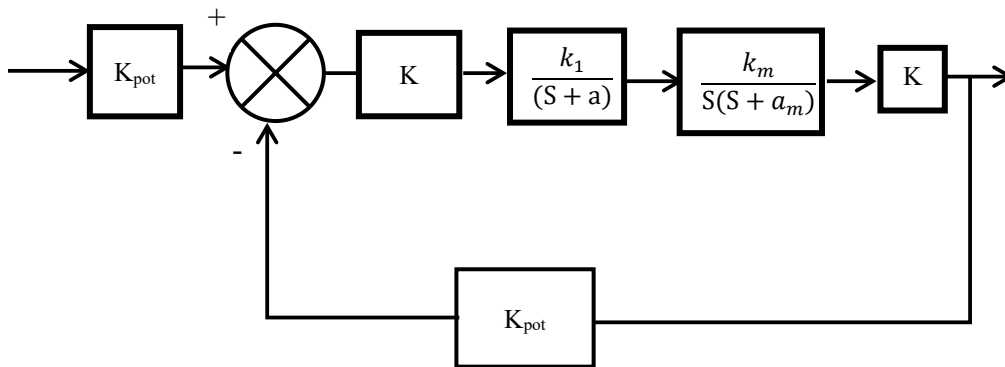 +
K_pot
K
k_1
(S + a)
k_m
S(S + a_m)
K
-
K_pot